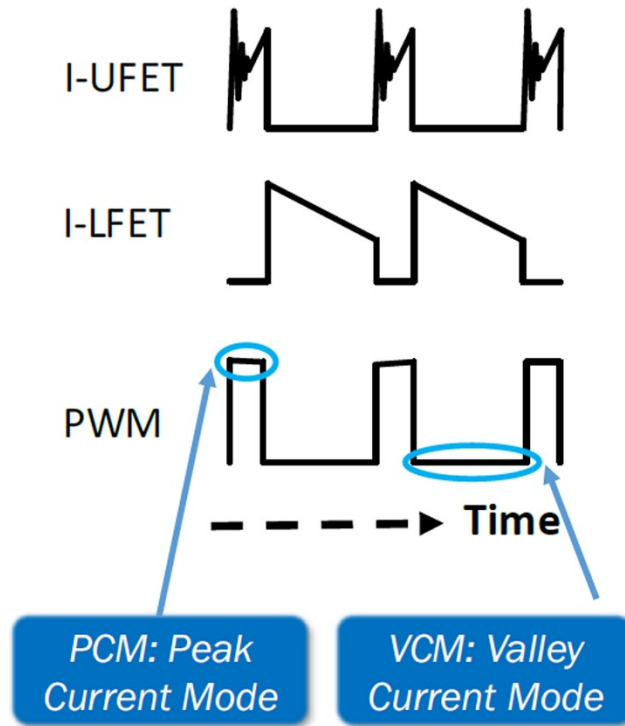 I-UFET
I-LFET
PWM
Time
PCM: Peak
Current Mode
VCM: Valley
Current Mode